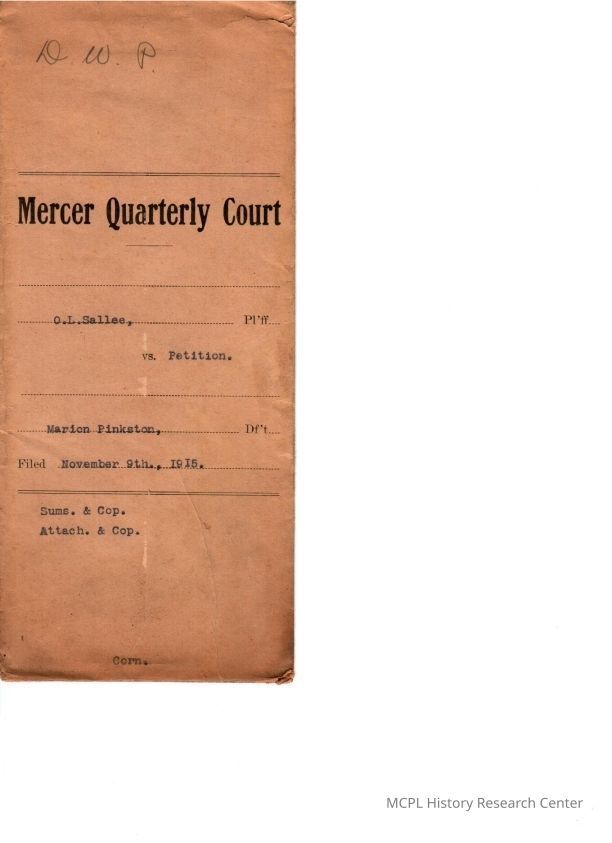 D. W. P.
Mercer Quarterly Court
O.L.Sallee, Pl'ff
vs. Petition.
Marion Pinkston, Df't
Filed November 9th., 1915.
Sums. & Cop.
Attach. & Cop.
Corn.
MCPL History Research Center